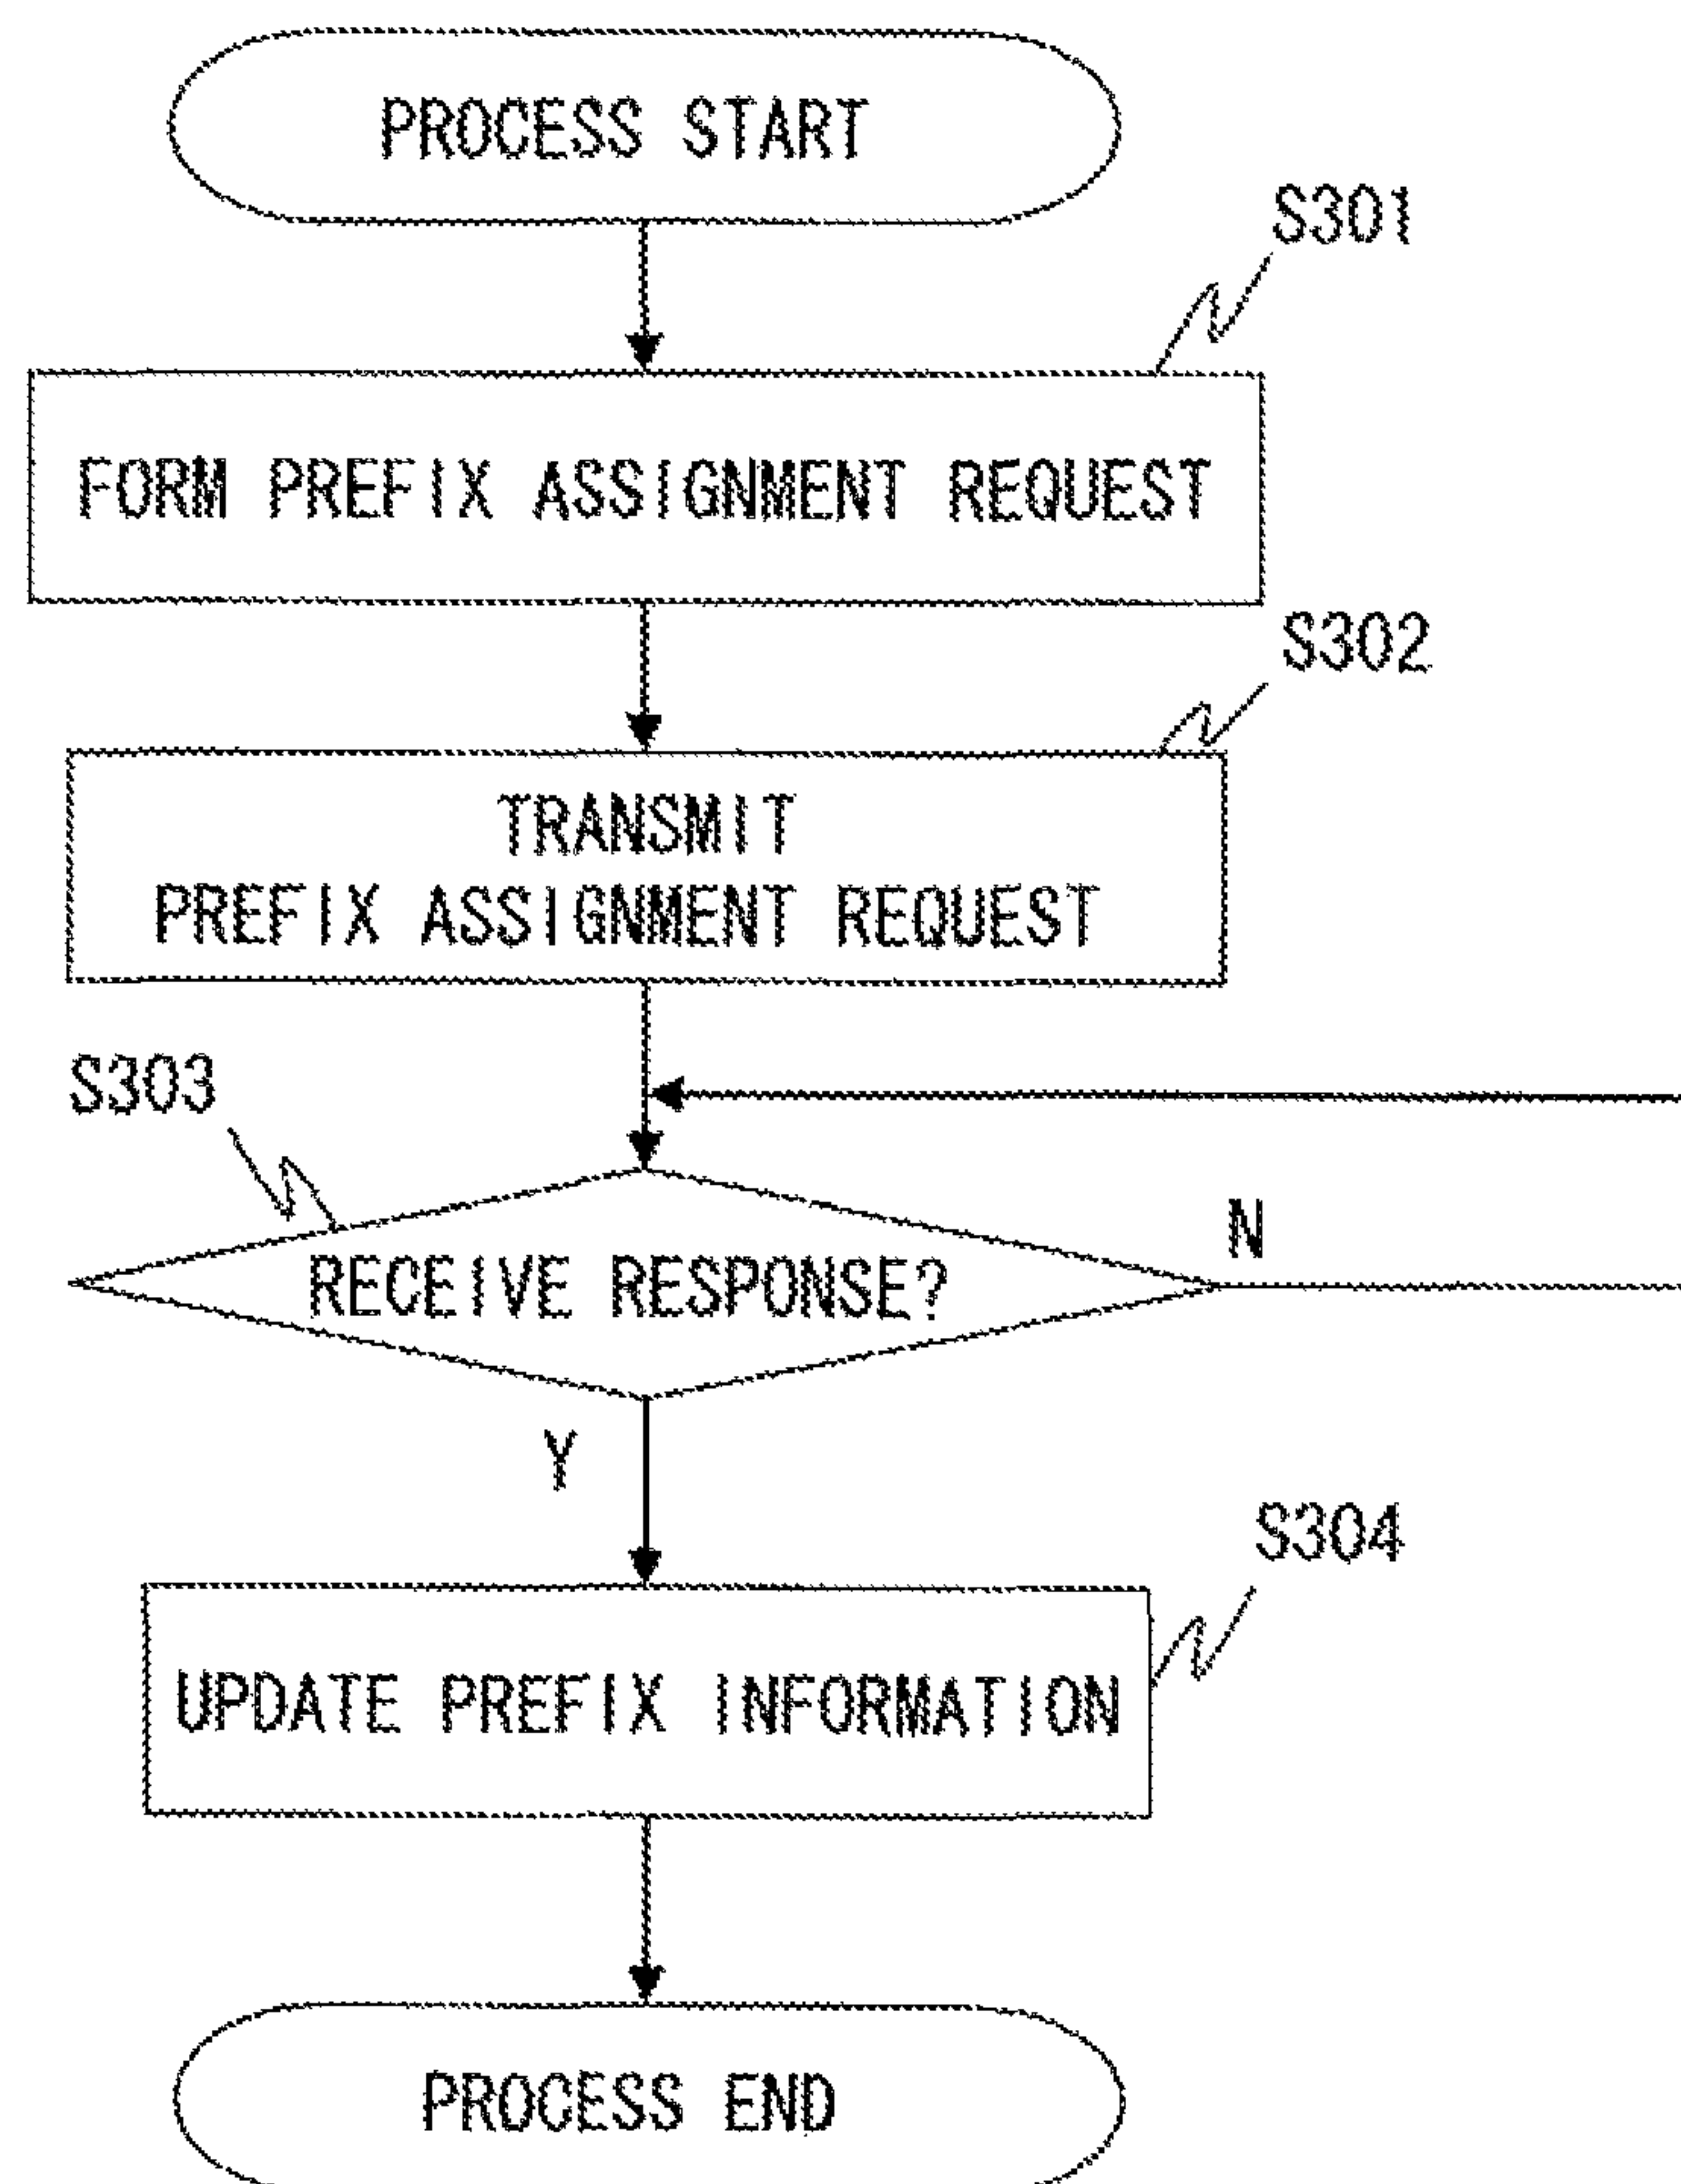 PROCESS START
S301
FORM PREFIX ASSIGNMENT REQUEST
S302
TRANSMIT
PREFIX ASSIGNMENT REQUEST
S303
N
RECEIVE RESPONSE?
Y
S304
UPDATE PREFIX INFORMATION
PROCESS END